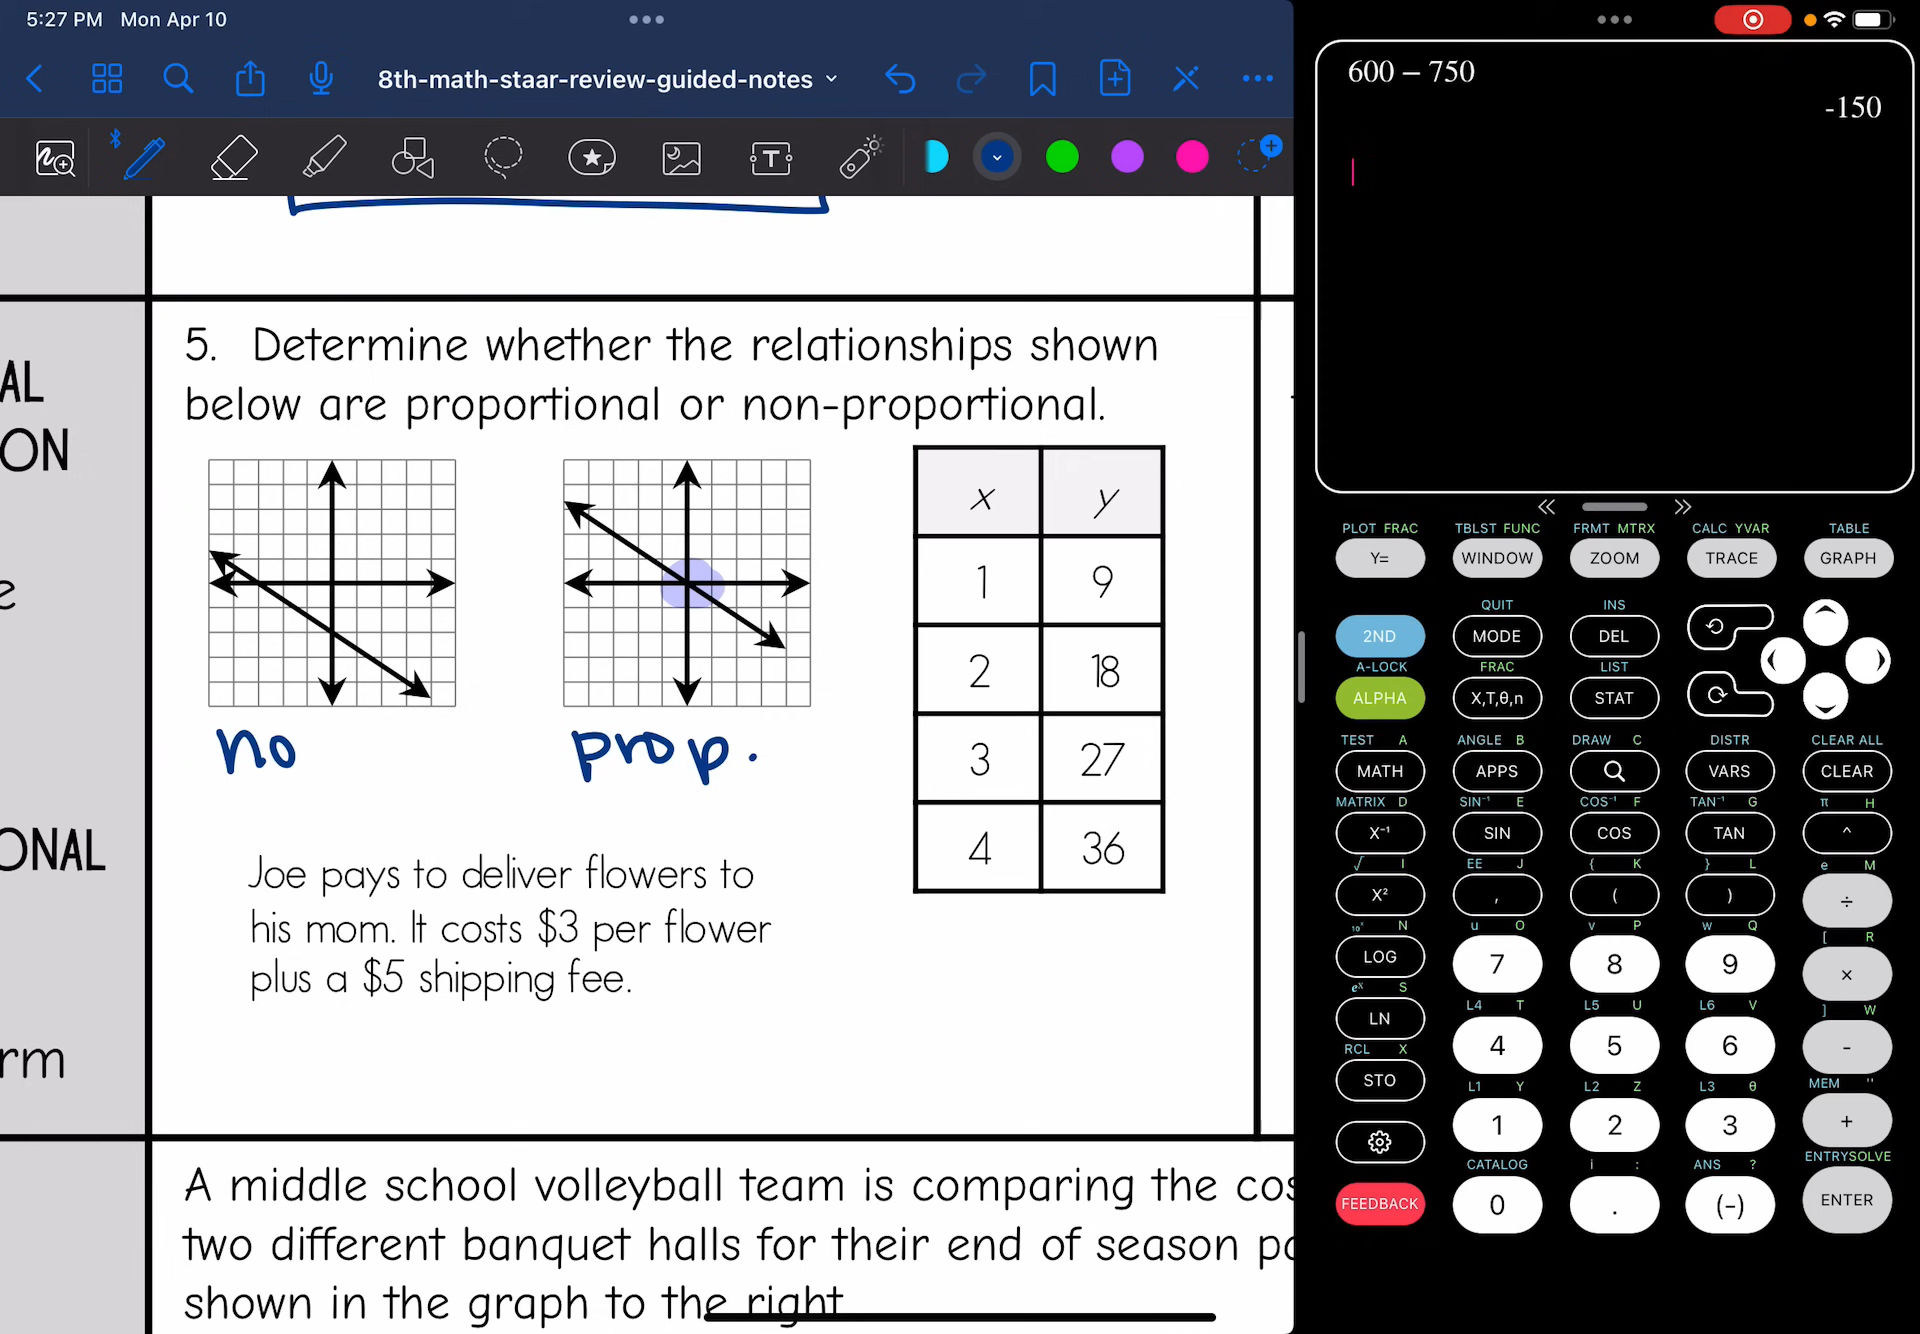 5:27 PM Mon Apr 10
8th-math-staar-review-guided-notes
T
AL
ON
e
ONAL
rm
5. Determine whether the relationships shown
below are proportional or non-proportional.
no
prop.
x y
1 9
2 18
3 27
4 36
Joe pays to deliver flowers to
his mom. It costs $3 per flower
plus a $5 shipping fee.
A middle school volleyball team is comparing the cos
two different banquet halls for their end of season pa
shown in the graph to the right
600 – 750
-150
PLOT FRAC TBLST FUNC FRMT MTRX CALC YVAR TABLE
Y= WINDOW ZOOM TRACE GRAPH
QUIT INS
2ND MODE DEL
A-LOCK FRAC LIST
ALPHA X,T,θ,n STAT
TEST A ANGLE B DRAW C DISTR CLEAR ALL
MATH APPS VARS CLEAR
MATRIX D SIN⁻¹ E COS⁻¹ F TAN⁻¹ G π H
X⁻¹ SIN COS TAN ^
√ I EE J { K } L e M
X² , ( ) ÷
10ˣ N u O v P w Q [ R
LOG 7 8 9 ×
eˣ S L4 T L5 U L6 V ] W
LN 4 5 6 -
RCL X L1 Y L2 Z L3 θ MEM "
STO 1 2 3 +
CATALOG i : ANS ? ENTRY SOLVE
FEEDBACK 0 . (-) ENTER